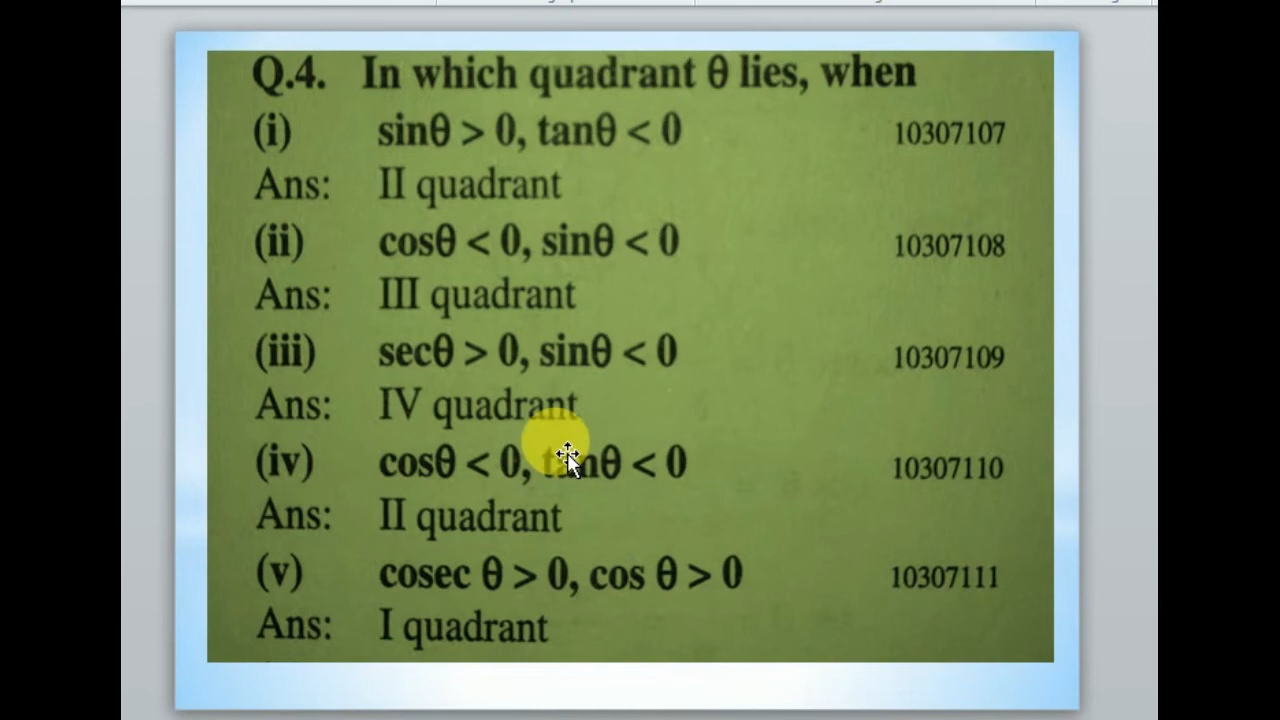 Q.4. In which quadrant θ lies, when
(i) sinθ > 0, tanθ < 0 10307107
Ans: II quadrant
(ii) cosθ < 0, sinθ < 0 10307108
Ans: III quadrant
(iii) secθ > 0, sinθ < 0 10307109
Ans: IV quadrant
(iv) cosθ < 0, tanθ < 0 10307110
Ans: II quadrant
(v) cosec θ > 0, cos θ > 0 10307111
Ans: I quadrant